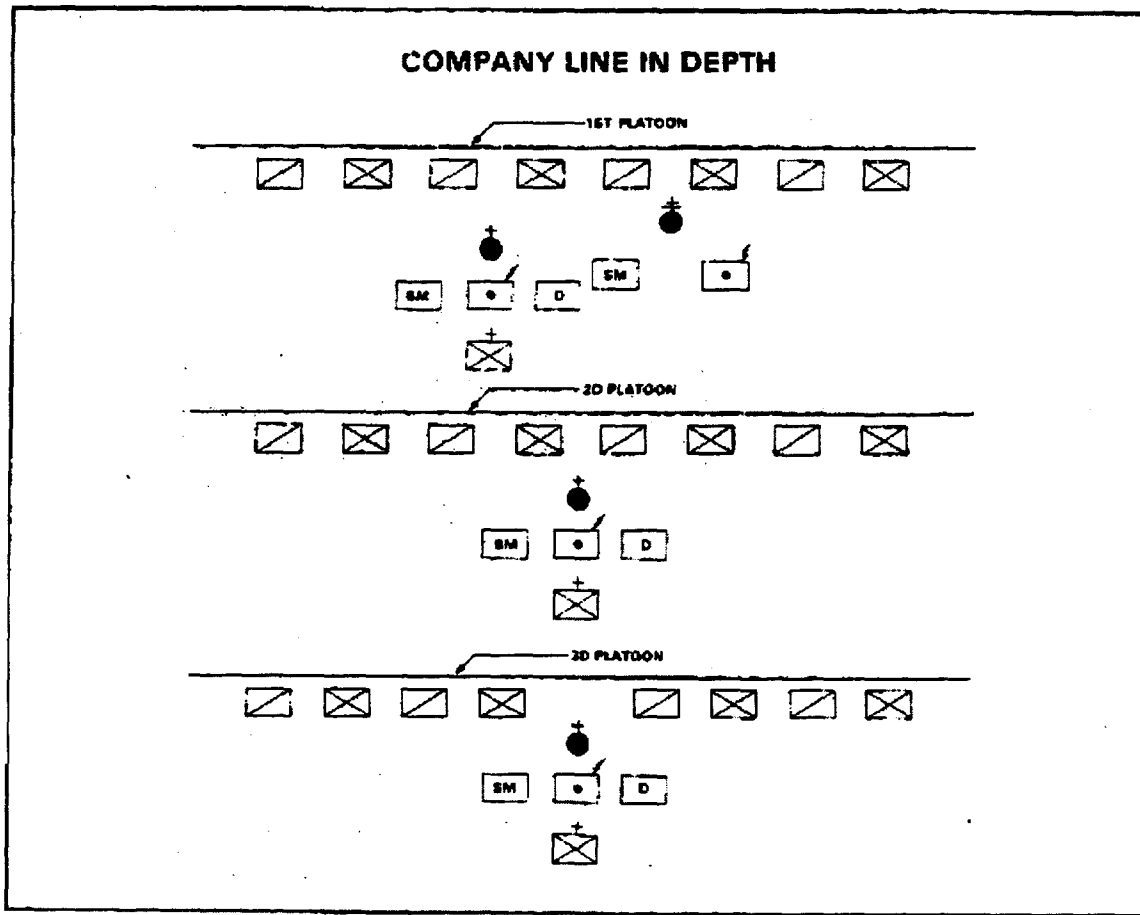 COMPANY LINE IN DEPTH
1ST PLATOON
SM
SM D
2D PLATOON
SM D
3D PLATOON
SM D